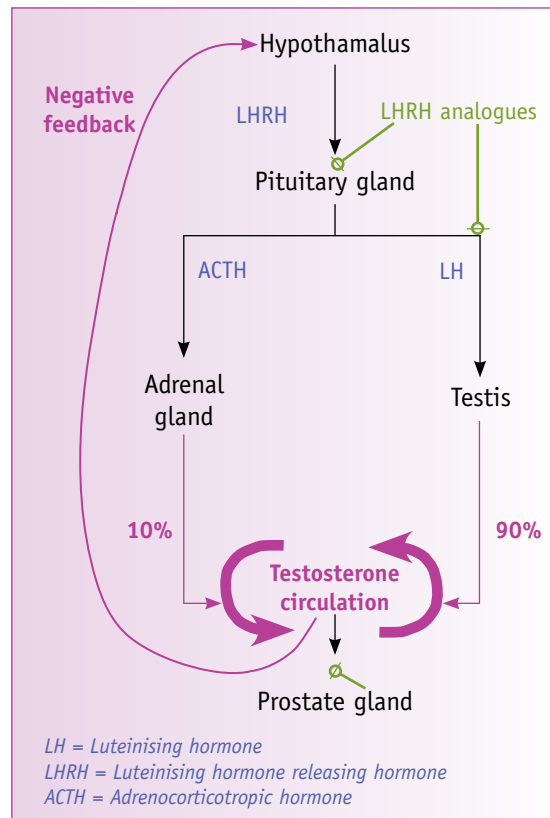 Hypothamalus
Negative
feedback
LHRH
LHRH analogues
Pituitary gland
ACTH
LH
Adrenal
gland
Testis
10%
90%
Testosterone
circulation
Prostate gland
LH = Luteinising hormone
LHRH = Luteinising hormone releasing hormone
ACTH = Adrenocorticotropic hormone